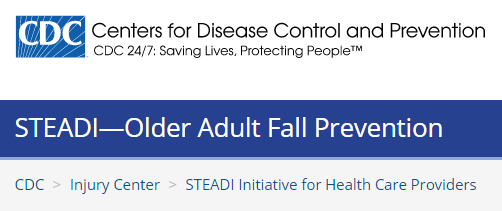 CDC
Centers for Disease Control and Prevention
CDC 24/7: Saving Lives, Protecting People™
STEADI—Older Adult Fall Prevention
CDC > Injury Center > STEADI Initiative for Health Care Providers